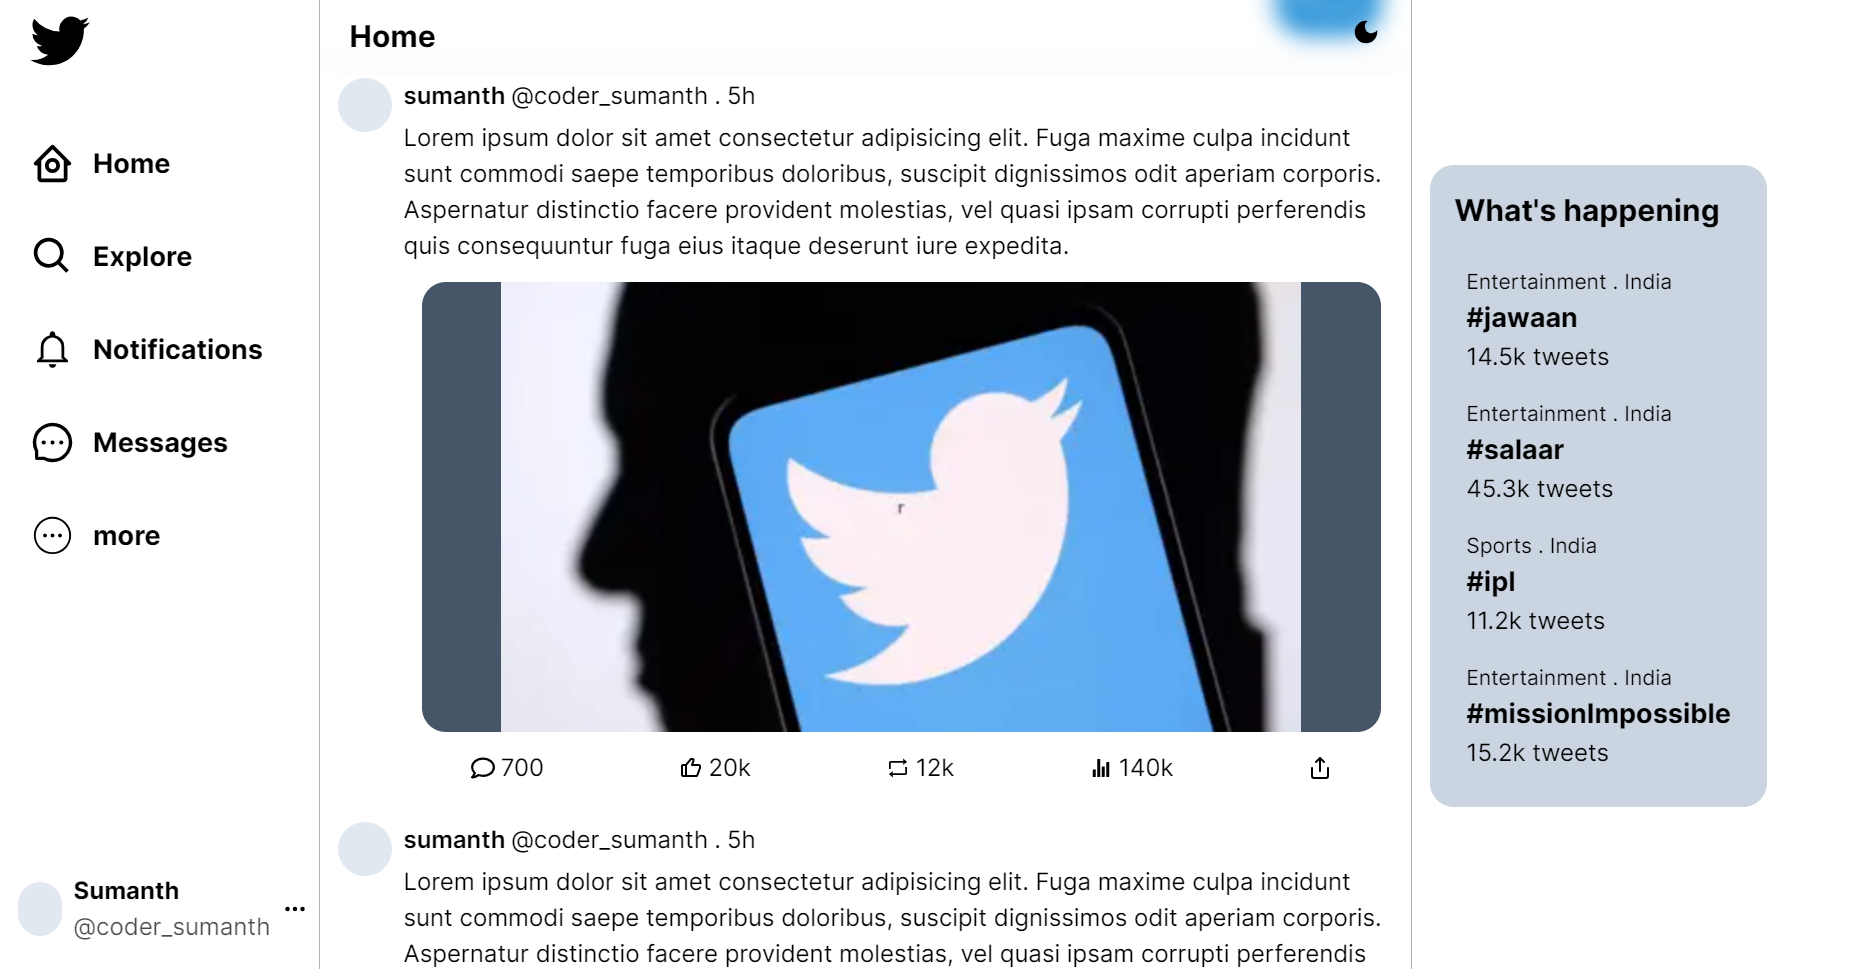 Home
Explore
Notifications
Messages
more
Sumanth
@coder_sumanth
Home
sumanth @coder_sumanth . 5h
Lorem ipsum dolor sit amet consectetur adipisicing elit. Fuga maxime culpa incidunt
sunt commodi saepe temporibus doloribus, suscipit dignissimos odit aperiam corporis.
Aspernatur distinctio facere provident molestias, vel quasi ipsam corrupti perferendis
quis consequuntur fuga eius itaque deserunt iure expedita.
r
700 20k 12k 140k
sumanth @coder_sumanth . 5h
Lorem ipsum dolor sit amet consectetur adipisicing elit. Fuga maxime culpa incidunt
sunt commodi saepe temporibus doloribus, suscipit dignissimos odit aperiam corporis.
Aspernatur distinctio facere provident molestias, vel quasi ipsam corrupti perferendis
What's happening
Entertainment . India
#jawaan
14.5k tweets
Entertainment . India
#salaar
45.3k tweets
Sports . India
#ipl
11.2k tweets
Entertainment . India
#missionImpossible
15.2k tweets